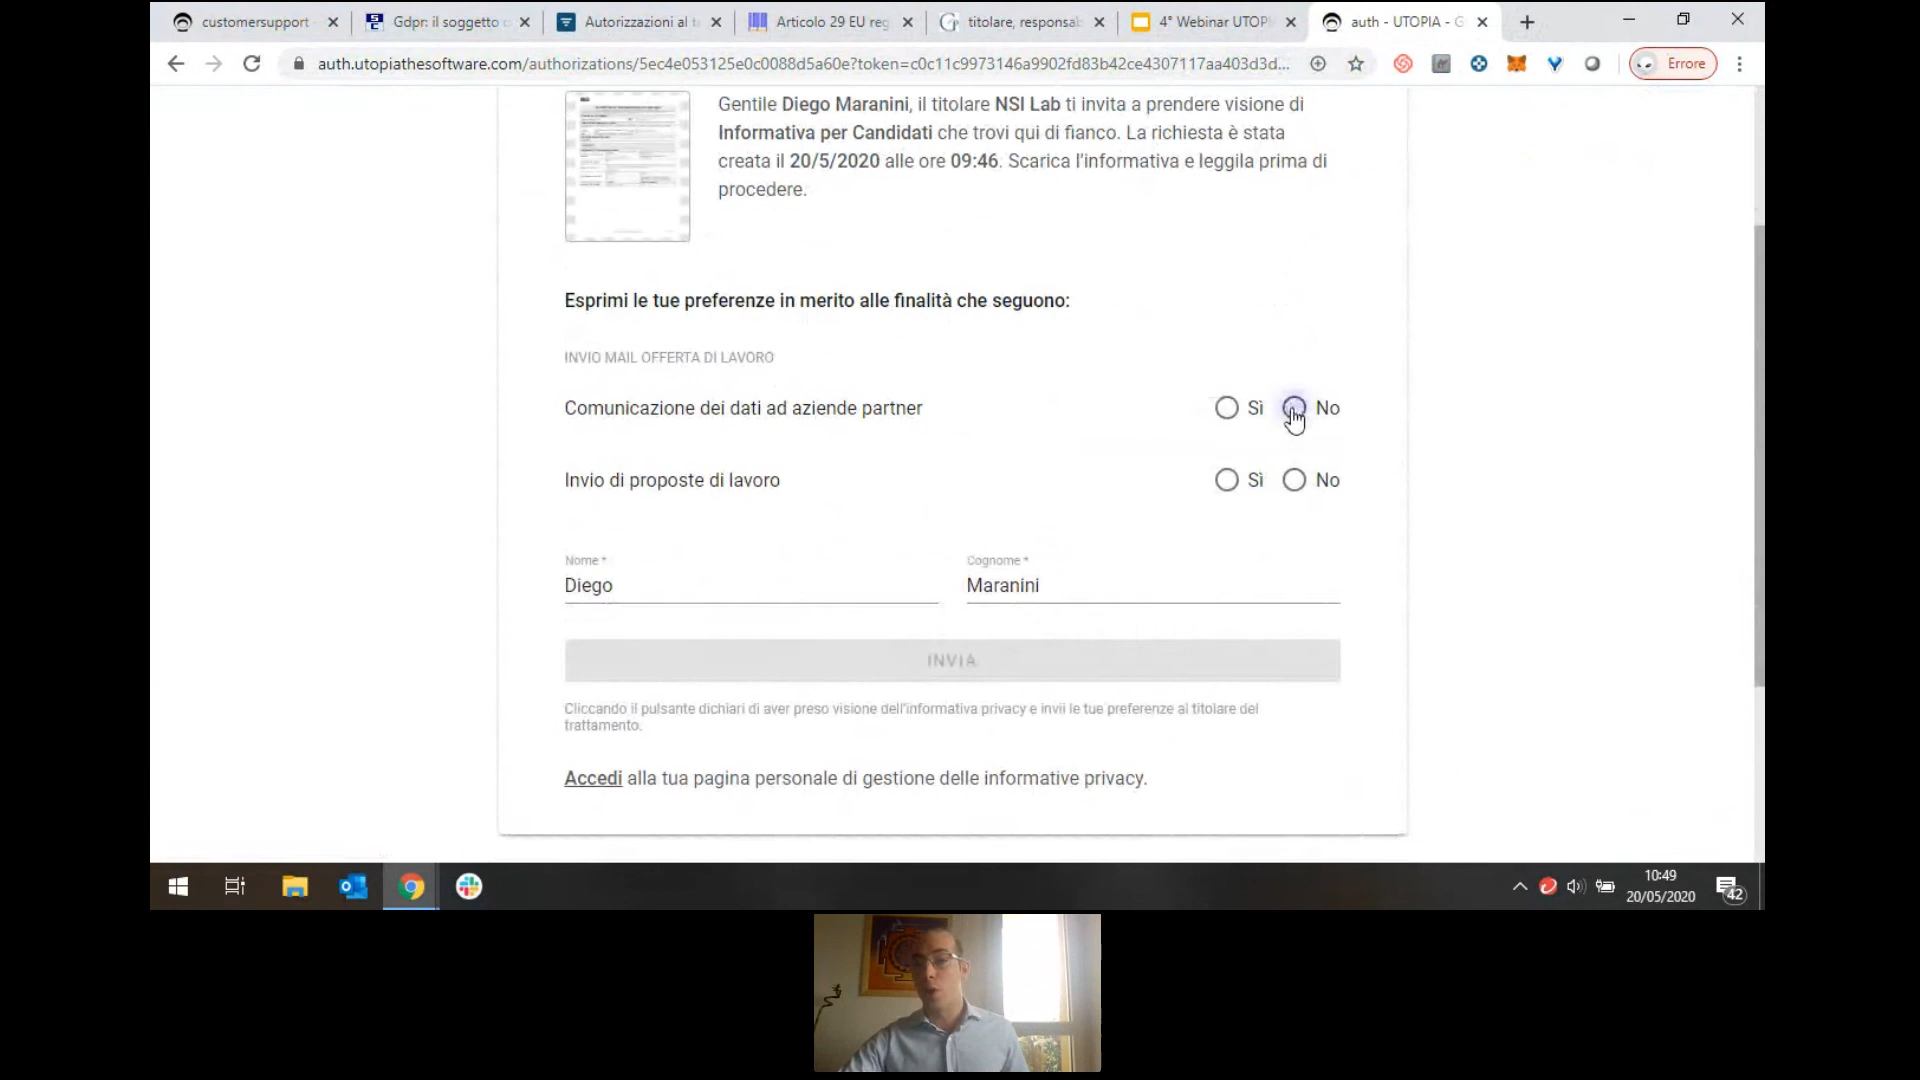 customersupport
Gdpr: il soggetto
Autorizzazioni al t
Articolo 29 EU reg
titolare, responsab
4° Webinar UTOPI
auth - UTOPIA - G
auth.utopiathesoftware.com/authorizations/5ec4e053125e0c0088d5a60e?token=c0c11c9973146a9902fd83b42ce4307117aa403d3d...
Errore
Gentile Diego Maranini, il titolare NSI Lab ti invita a prendere visione di
Informativa per Candidati che trovi qui di fianco. La richiesta è stata
creata il 20/5/2020 alle ore 09:46. Scarica l'informativa e leggila prima di
procedere.
Esprimi le tue preferenze in merito alle finalità che seguono:
INVIO MAIL OFFERTA DI LAVORO
Comunicazione dei dati ad aziende partner
Sì
No
Invio di proposte di lavoro
Sì
No
Nome *
Cognome *
Diego
Maranini
INVIA
Cliccando il pulsante dichiari di aver preso visione dell'informativa privacy e invii le tue preferenze al titolare del
trattamento.
Accedi alla tua pagina personale di gestione delle informative privacy.
10:49
20/05/2020
42